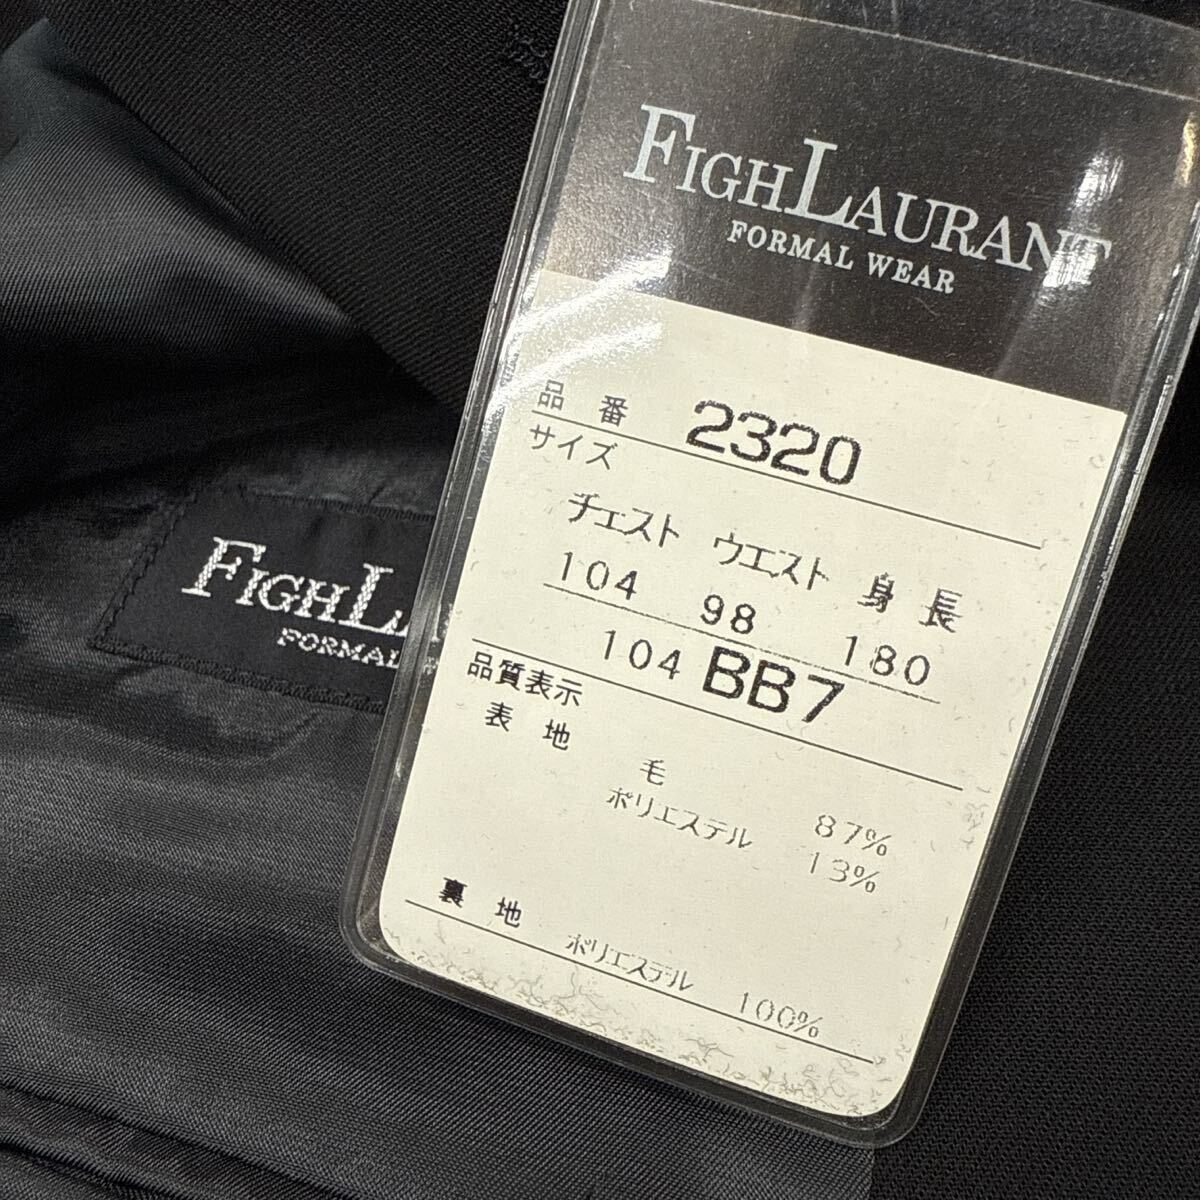 FIGHLAURANT
FORMAL WEAR
品番 2320
サイズ
チェスト ウエスト 身長
104 98 180
104 BB7
品質表示
表地
毛 87%
ポリエステル 13%
裏地
ポリエステル 100%
FIGHLA
FORMAL